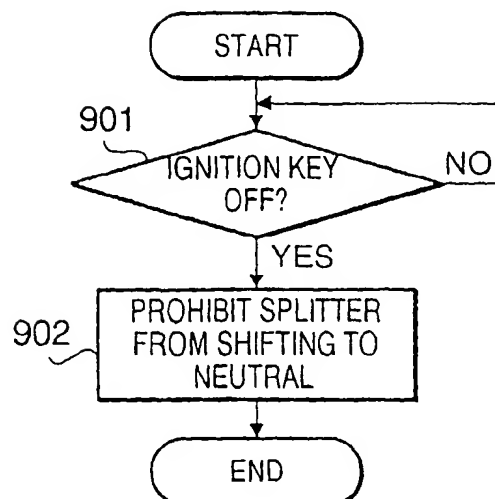 START
901
IGNITION KEY
OFF?
NO
YES
902
PROHIBIT SPLITTER
FROM SHIFTING TO
NEUTRAL
END